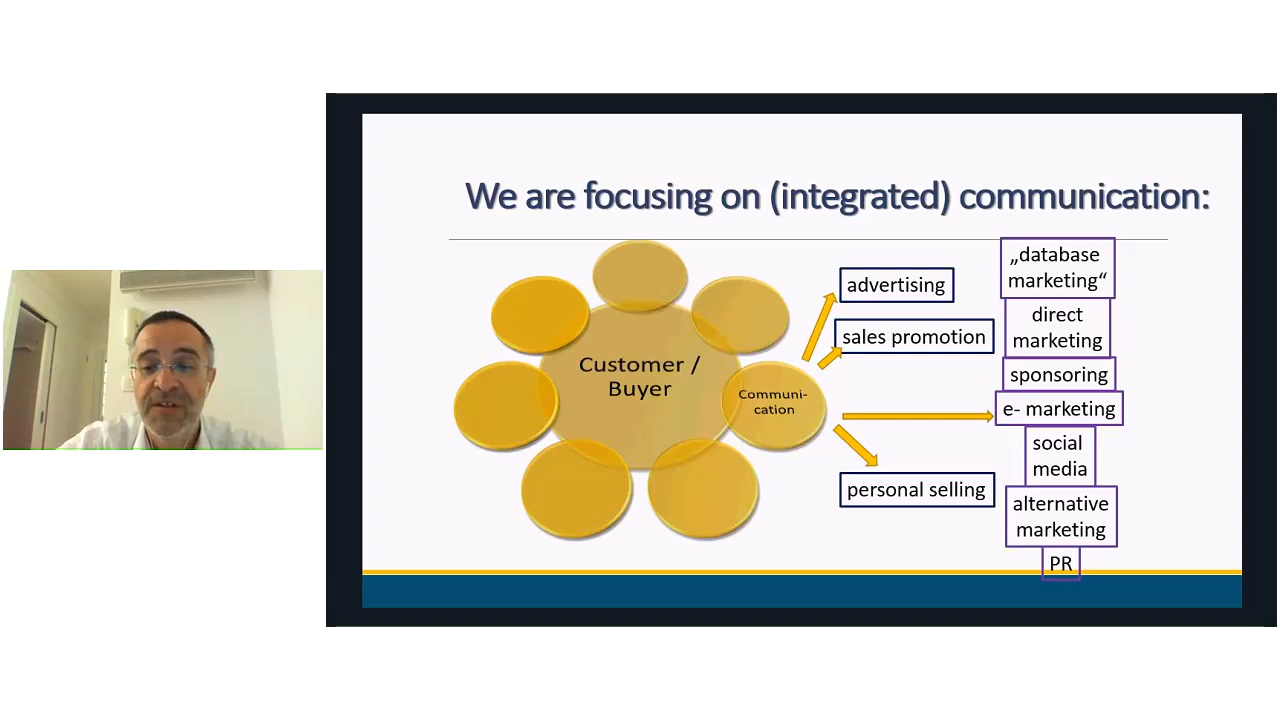 We are focusing on (integrated) communication:
Customer /
Buyer
Communi-
cation
advertising
sales promotion
personal selling
„database
marketing“
direct
marketing
sponsoring
e- marketing
social
media
alternative
marketing
PR